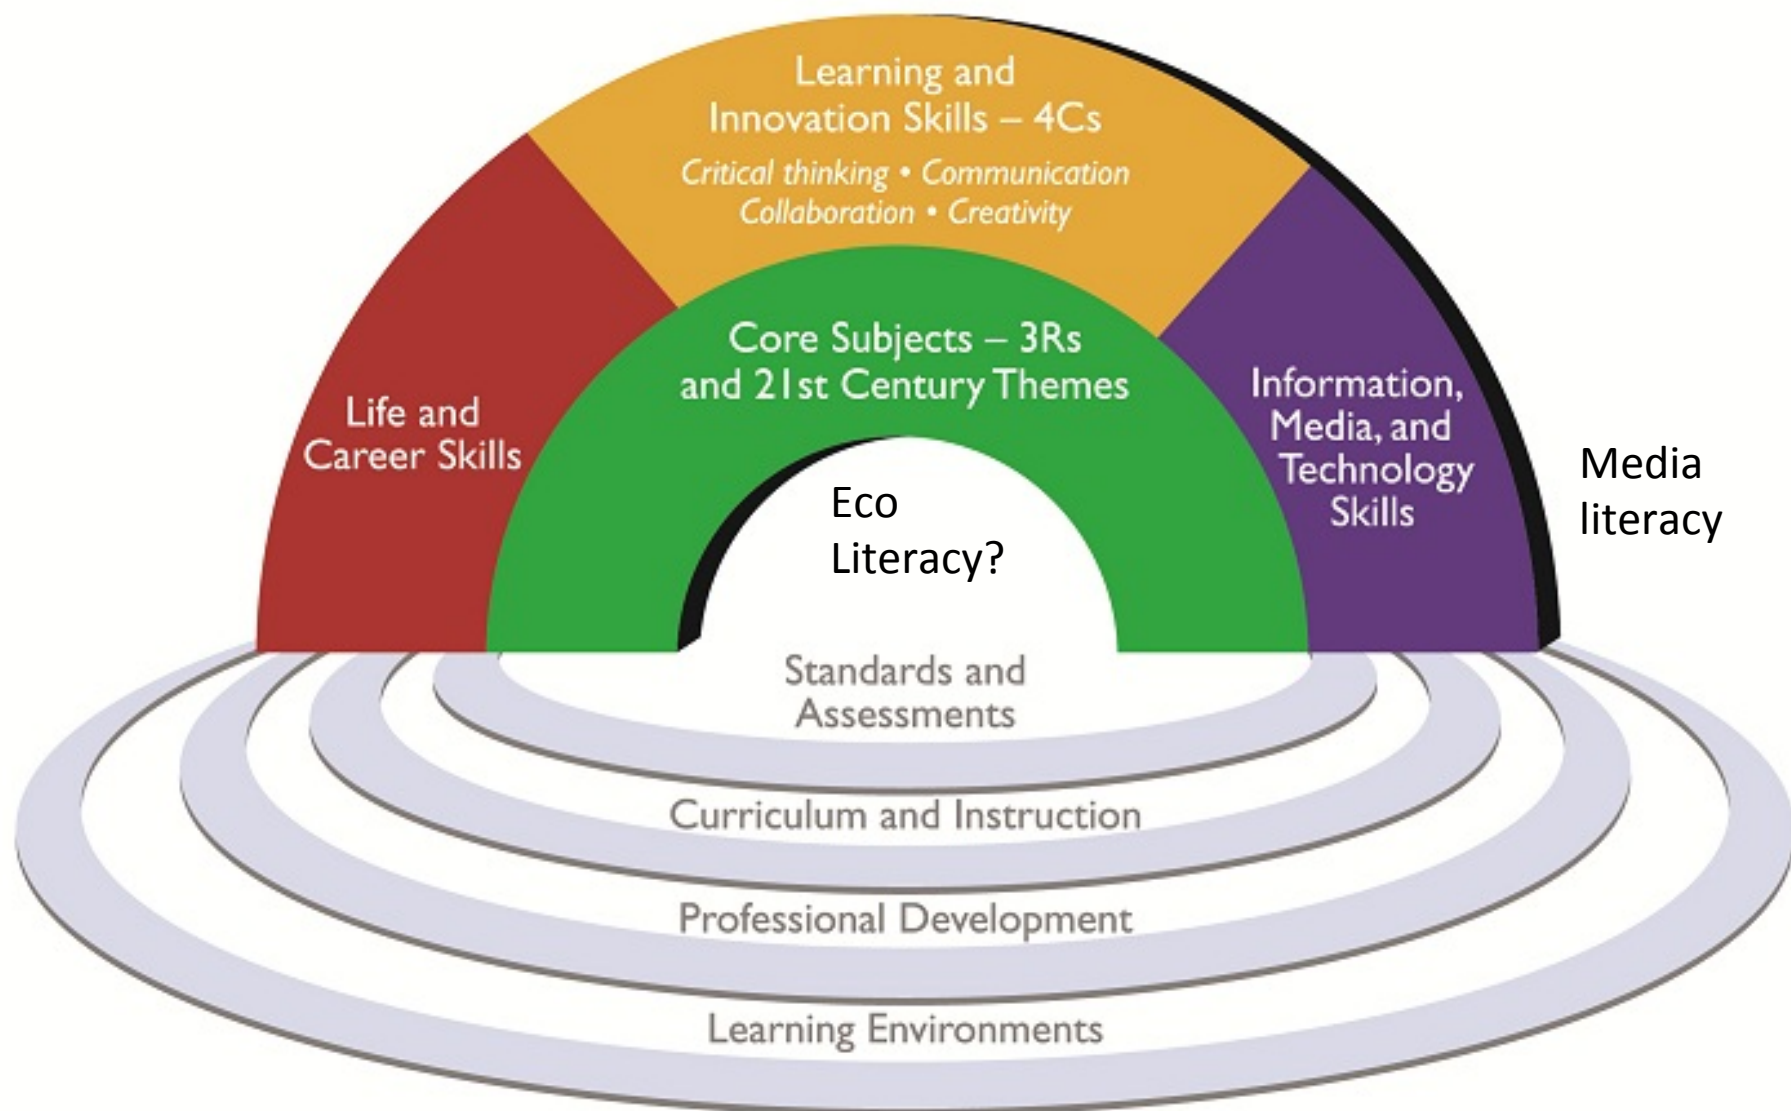 Learning and
Innovation Skills – 4Cs
Critical thinking • Communication
Collaboration • Creativity
Core Subjects – 3Rs
and 21st Century Themes
Life and
Career Skills
Information,
Media, and
Technology
Skills
Media
literacy
Eco
Literacy?
Standards and
Assessments
Curriculum and Instruction
Professional Development
Learning Environments